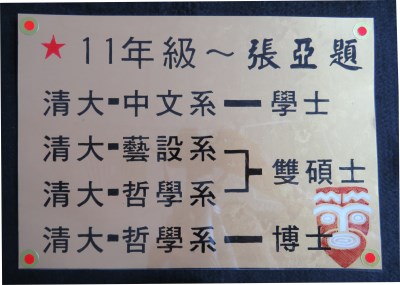 ★11年級～張亞題
清大-中文系—學士
清大-藝設系
雙碩士
清大-哲學系
清大-哲學系—博士